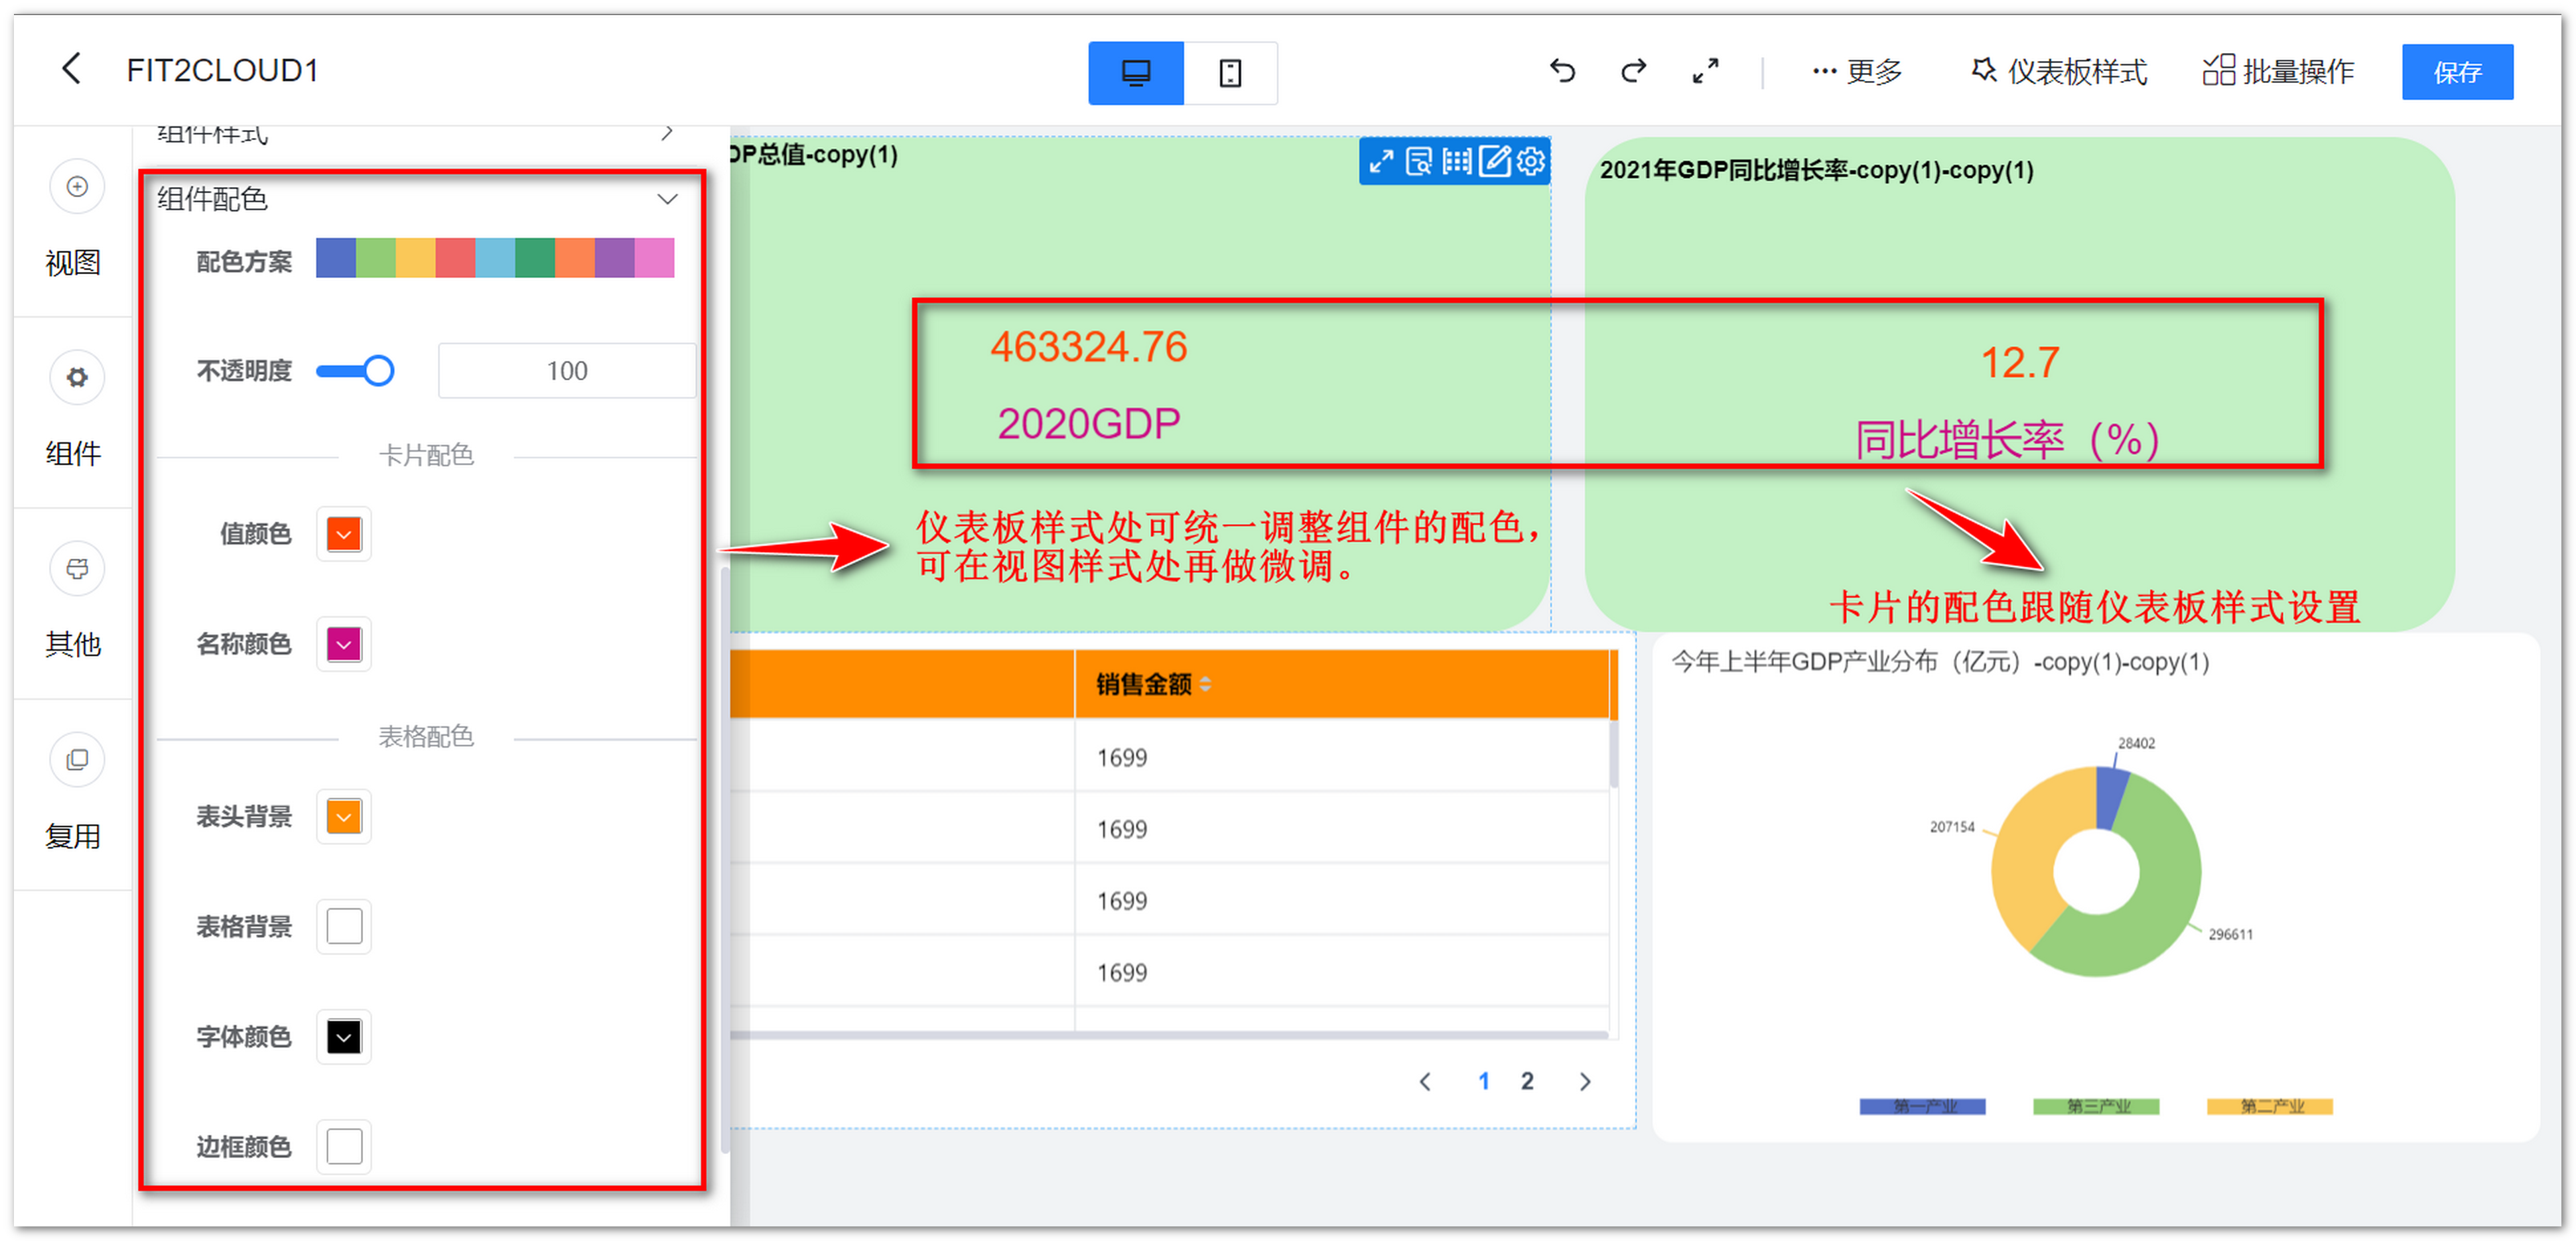 FIT2CLOUD1
更多
仪表板样式
批量操作
保存
视图
组件
其他
复用
组件样式
组件配色
配色方案
不透明度
100
卡片配色
值颜色
名称颜色
表格配色
表头背景
表格背景
字体颜色
边框颜色
DP总值-copy(1)
463324.76
2020GDP
仪表板样式处可统一调整组件的配色，
可在视图样式处再做微调。
2021年GDP同比增长率-copy(1)-copy(1)
12.7
同比增长率（%）
卡片的配色跟随仪表板样式设置
销售金额
1699
1699
1699
1699
1
2
今年上半年GDP产业分布（亿元）-copy(1)-copy(1)
28402
207154
296611
第一产业
第三产业
第二产业